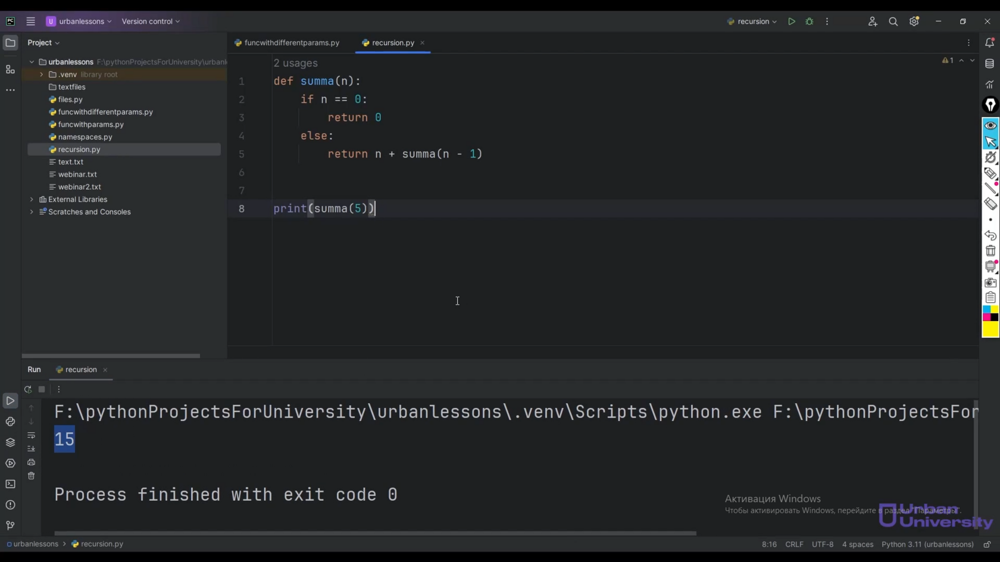 PC
U urbanlessons
Version control
recursion
Project
funcwithdifferentparams.py
recursion.py
urbanlessons F:\pythonProjectsForUniversity\urbanl
.venv library root
textfiles
files.py
funcwithdifferentparams.py
funcwithparams.py
namespaces.py
recursion.py
text.txt
webinar.txt
webinar2.txt
External Libraries
Scratches and Consoles
2 usages
1
1 def summa(n):
2 if n == 0:
3 return 0
4 else:
5 return n + summa(n - 1)
6
7
8 print(summa(5))
Run recursion
F:\pythonProjectsForUniversity\urbanlessons\.venv\Scripts\python.exe F:\pythonProjectsFor
15
Process finished with exit code 0
Активация Windows
Чтобы активировать Windows, перейдите в раздел "Параметры".
Urban
University
urbanlessons > recursion.py
8:16 CRLF UTF-8 4 spaces Python 3.11 (urbanlessons)